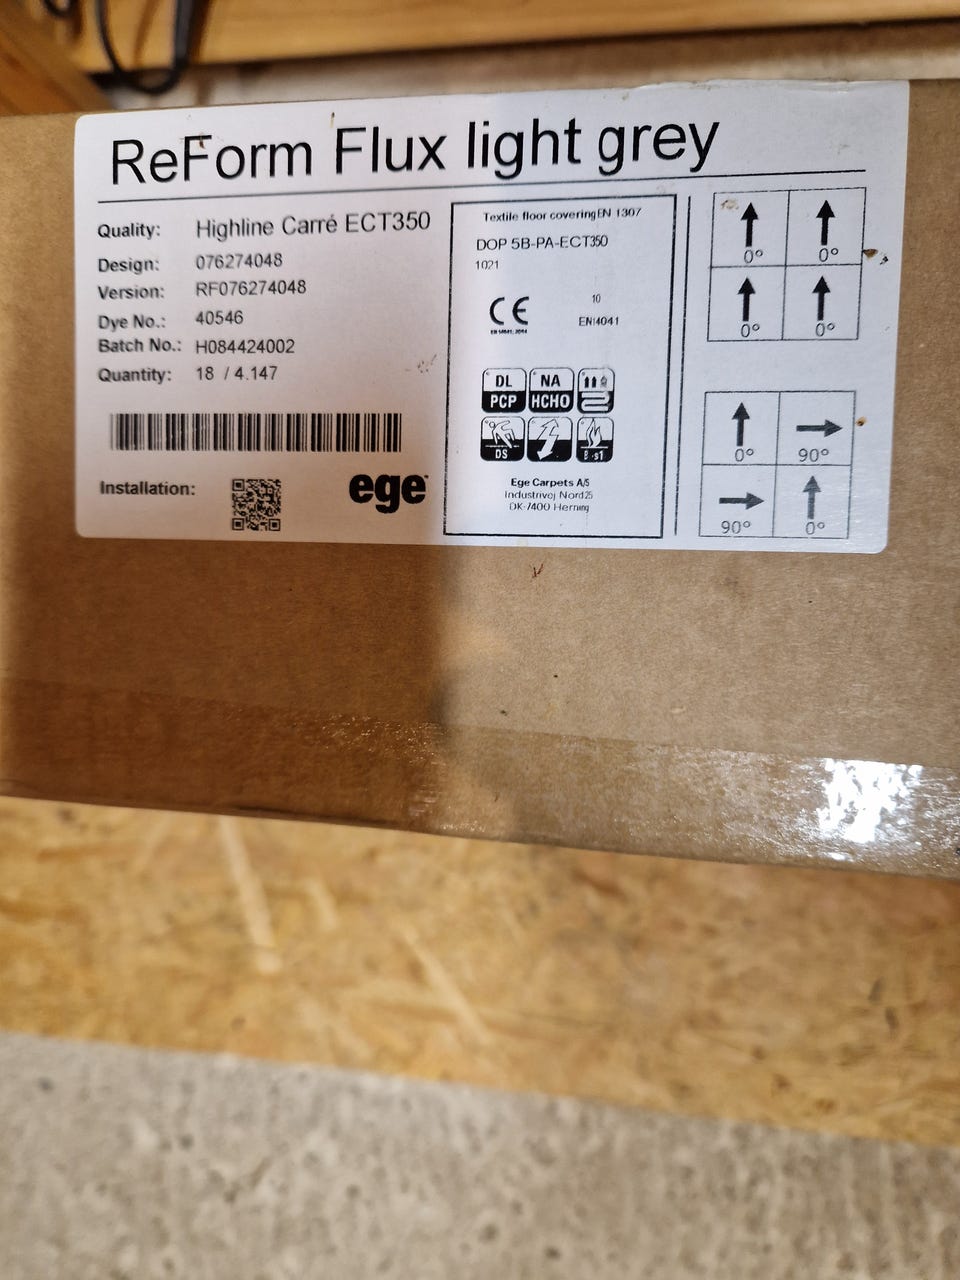 ReForm Flux light grey
Quality: Highline Carré ECT350
Design: 076274048
Version: RF076274048
Dye No.: 40546
Batch No.: H084424002
Quantity: 18 / 4.147
Installation:
ege
Textile floor covering EN 1307
DOP 5B-PA-ECT350
1021
CE
10
EN14041
DL
PCP
NA
HCHO
DS
Ege Carpets A/S
Industrivej Nord 25
DK-7400 Herning
0° 0°
0° 0°
0° 90°
90° 0°